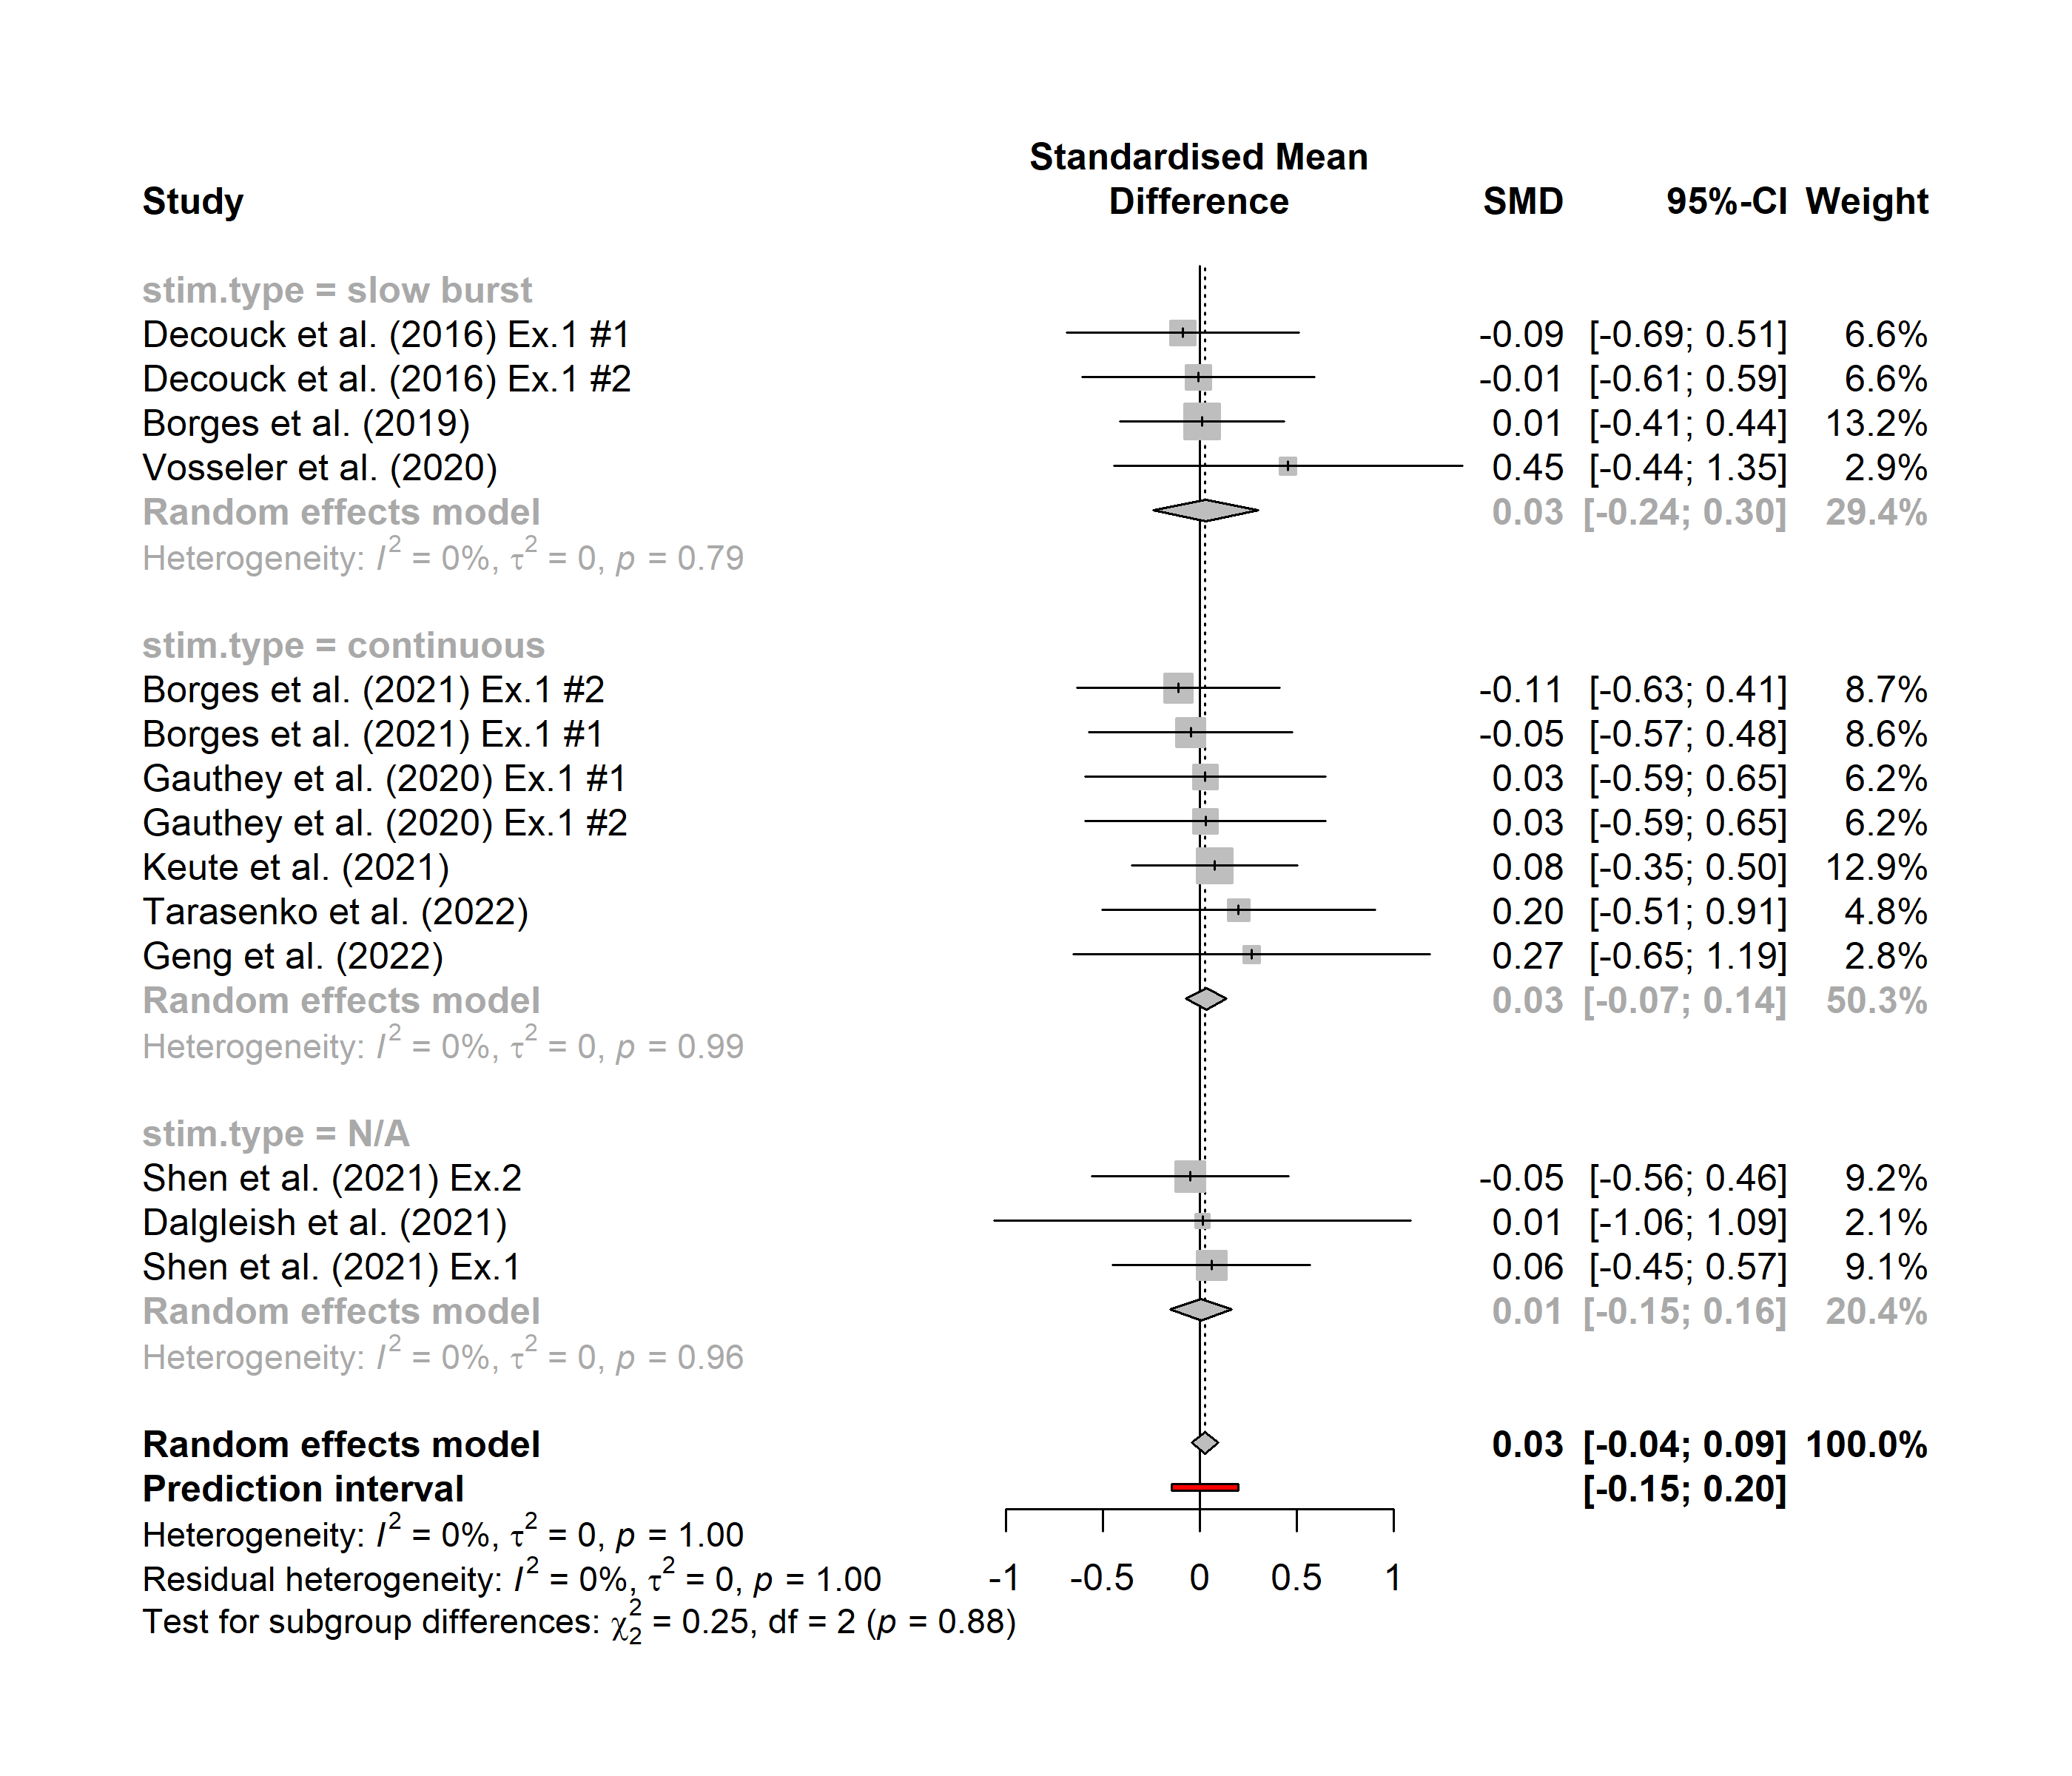 Standardised Mean
Study Difference SMD 95%-CI Weight
stim.type = slow burst
Decouck et al. (2016) Ex.1 #1 -0.09 [-0.69; 0.51] 6.6%
Decouck et al. (2016) Ex.1 #2 -0.01 [-0.61; 0.59] 6.6%
Borges et al. (2019) 0.01 [-0.41; 0.44] 13.2%
Vosseler et al. (2020) 0.45 [-0.44; 1.35] 2.9%
Random effects model 0.03 [-0.24; 0.30] 29.4%
Heterogeneity: I² = 0%, τ² = 0, p = 0.79
stim.type = continuous
Borges et al. (2021) Ex.1 #2 -0.11 [-0.63; 0.41] 8.7%
Borges et al. (2021) Ex.1 #1 -0.05 [-0.57; 0.48] 8.6%
Gauthey et al. (2020) Ex.1 #1 0.03 [-0.59; 0.65] 6.2%
Gauthey et al. (2020) Ex.1 #2 0.03 [-0.59; 0.65] 6.2%
Keute et al. (2021) 0.08 [-0.35; 0.50] 12.9%
Tarasenko et al. (2022) 0.20 [-0.51; 0.91] 4.8%
Geng et al. (2022) 0.27 [-0.65; 1.19] 2.8%
Random effects model 0.03 [-0.07; 0.14] 50.3%
Heterogeneity: I² = 0%, τ² = 0, p = 0.99
stim.type = N/A
Shen et al. (2021) Ex.2 -0.05 [-0.56; 0.46] 9.2%
Dalgleish et al. (2021) 0.01 [-1.06; 1.09] 2.1%
Shen et al. (2021) Ex.1 0.06 [-0.45; 0.57] 9.1%
Random effects model 0.01 [-0.15; 0.16] 20.4%
Heterogeneity: I² = 0%, τ² = 0, p = 0.96
Random effects model 0.03 [-0.04; 0.09] 100.0%
Prediction interval [-0.15; 0.20]
Heterogeneity: I² = 0%, τ² = 0, p = 1.00
Residual heterogeneity: I² = 0%, τ² = 0, p = 1.00 -1 -0.5 0 0.5 1
Test for subgroup differences: χ²₂ = 0.25, df = 2 (p = 0.88)